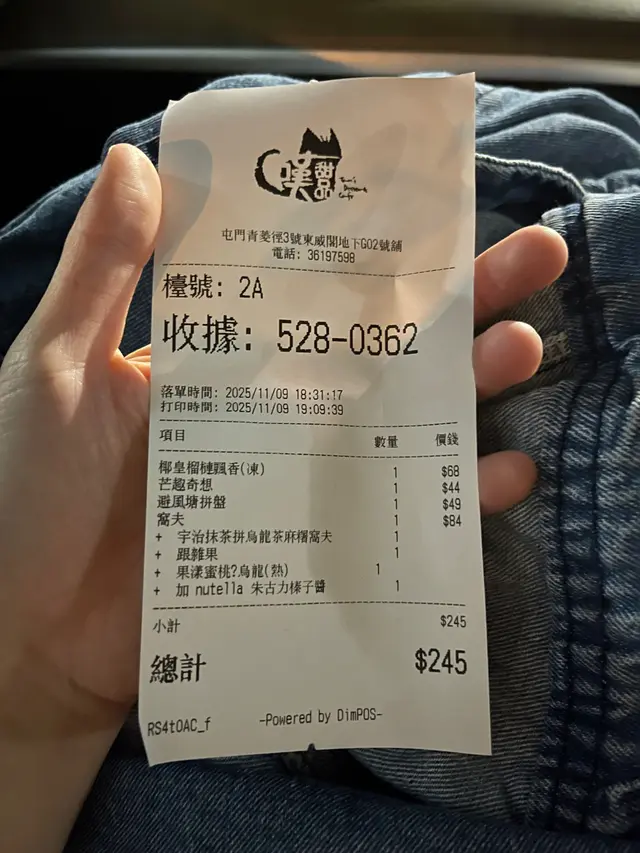 嘆甜品
屯門青菱徑3號東威閣地下G02號舖
電話: 36197598
檯號: 2A
收據: 528-0362
落單時間: 2025/11/09 18:31:17
打印時間: 2025/11/09 19:09:39
項目 數量 價錢
椰皇榴槤飄香(凍) 1 $68
芒趣奇想 1 $44
避風塘拼盤 1 $49
窩夫 1 $84
+ 宇治抹茶拼烏龍茶麻糬窩夫 1
+ 跟雜果 1
+ 果漾蜜桃?烏龍(熱) 1
+ 加 nutella 朱古力榛子醬 1
小計 $245
總計 $245
RS4tOAC_f -Powered by DimPOS-